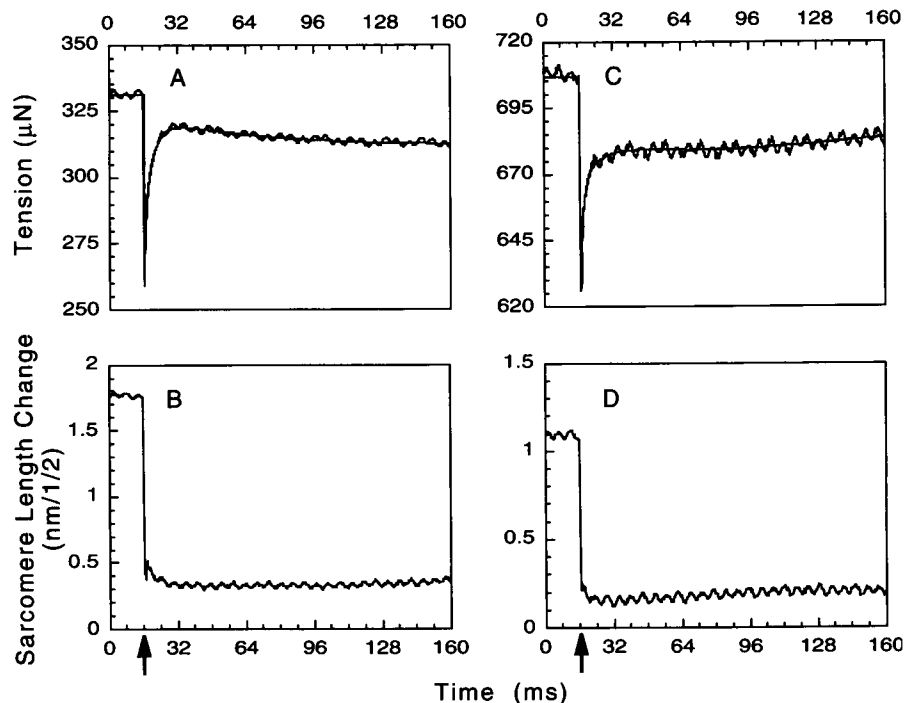 0 32 64 96 128 160
0 32 64 96 128 160
Tension (μN)
350
325
300
275
250
A
720
695
670
645
620
C
Sarcomere Length Change
(nm/1/2)
2
1.5
1
0.5
0
B
1.5
1
0.5
0
D
0 32 64 96 128 160
0 32 64 96 128 160
Time (ms)